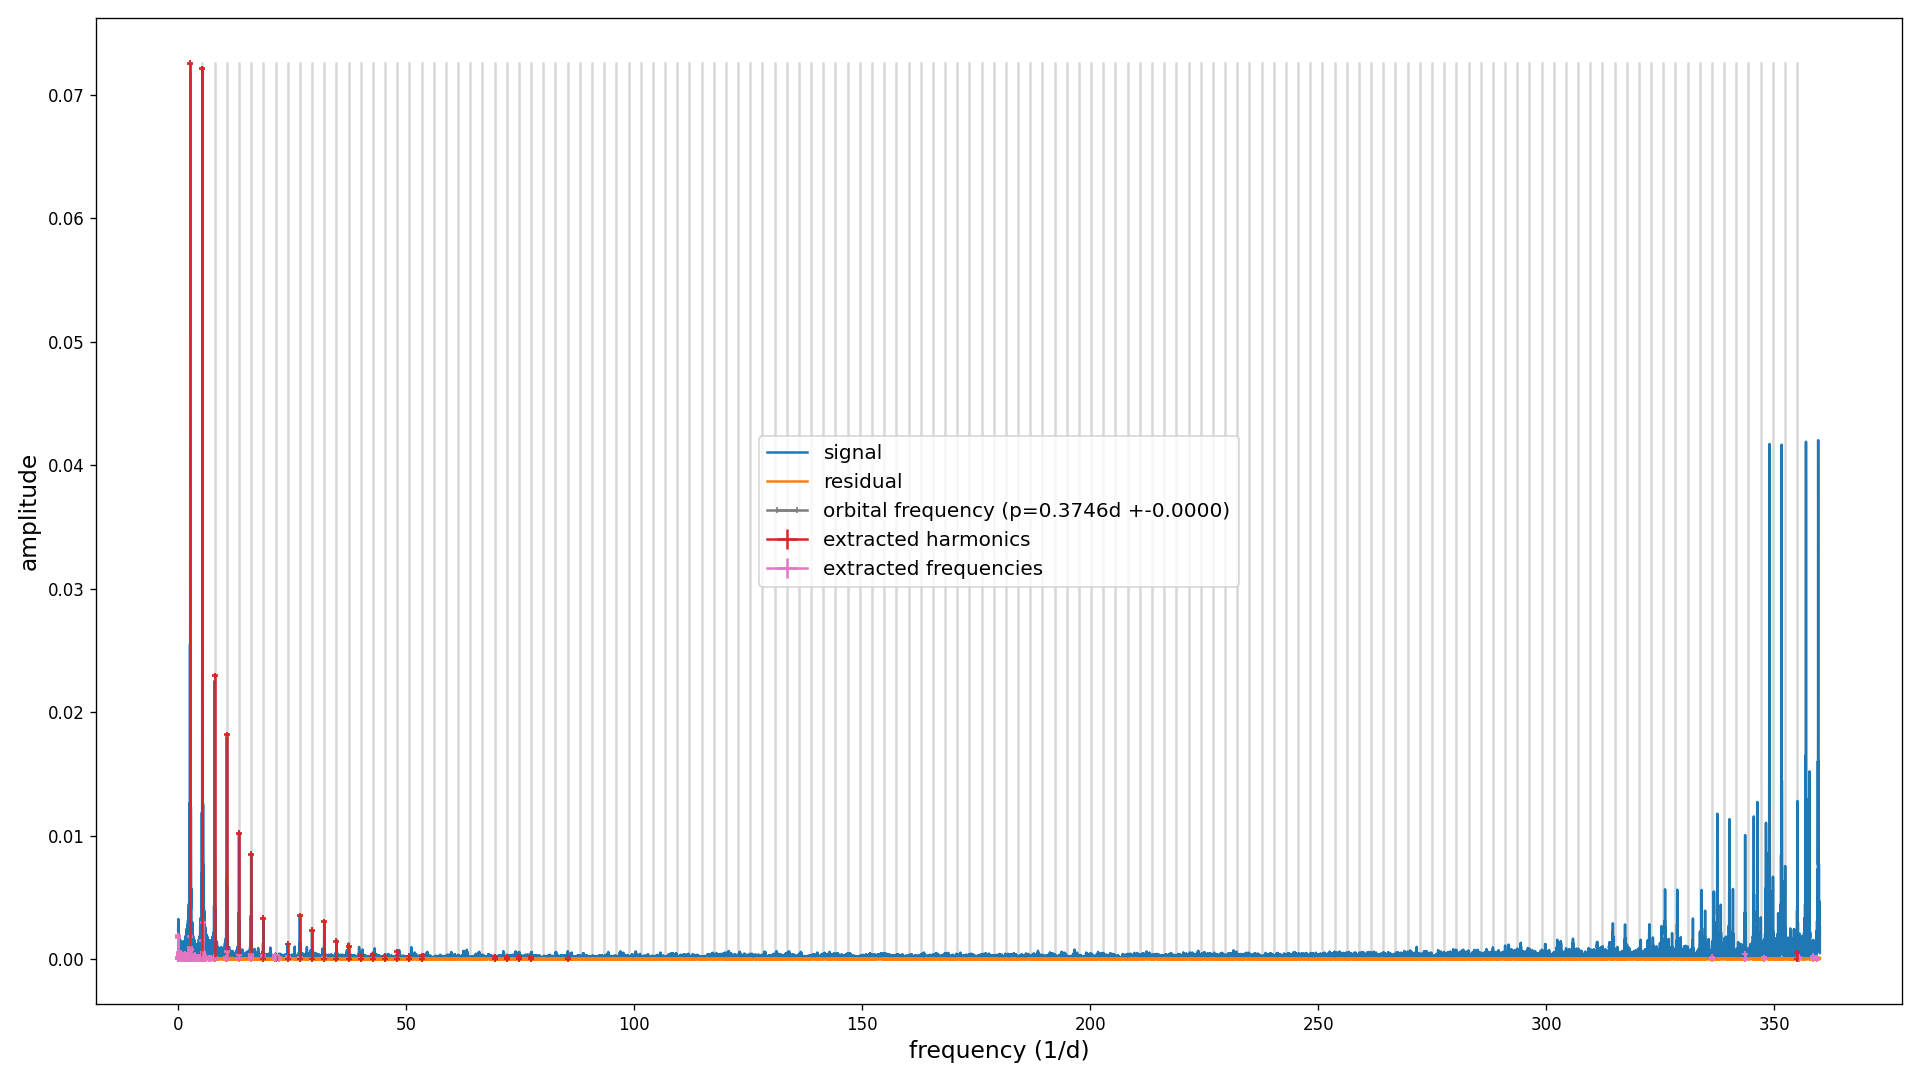 0.07
0.06
0.05
0.04
0.03
0.02
0.01
0.00
amplitude
signal
residual
orbital frequency (p=0.3746d +-0.0000)
extracted harmonics
extracted frequencies
0 50 100 150 200 250 300 350
frequency (1/d)